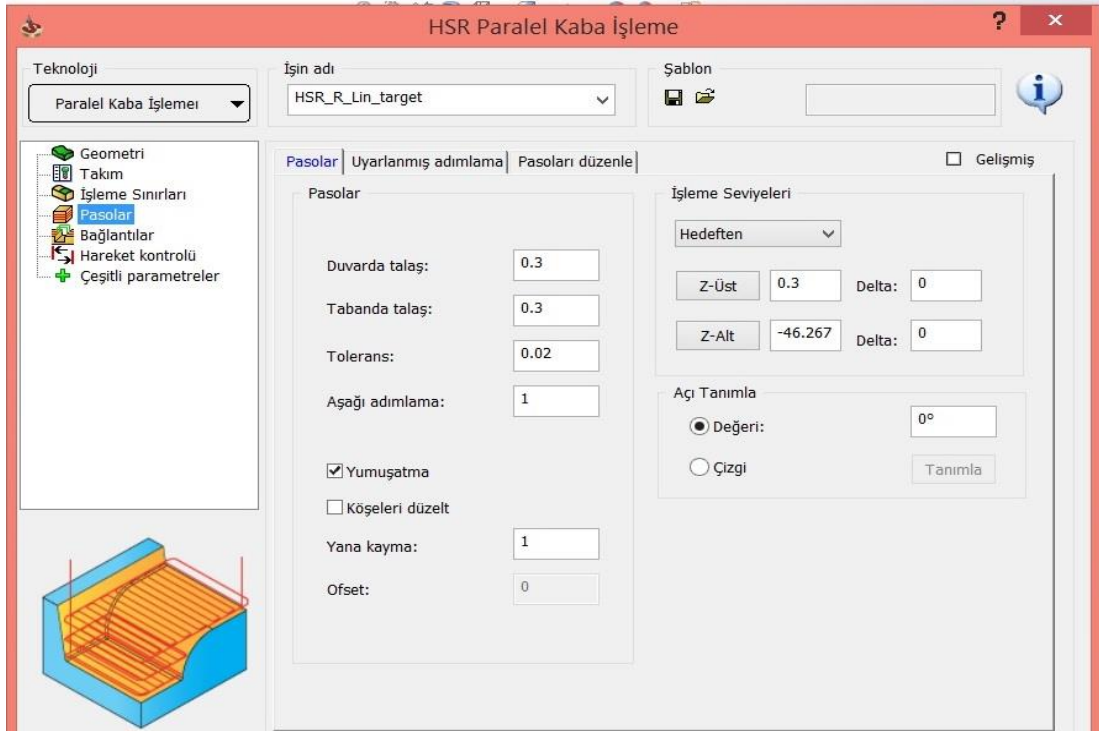 HSR Paralel Kaba İşleme
?
x
Teknoloji
Paralel Kaba İşlemeı
İşin adı
HSR_R_Lin_target
Şablon
i
Geometri
Takım
İşleme Sınırları
Pasolar
Bağlantılar
Hareket kontrolü
Çeşitli parametreler
Pasolar
Uyarlanmış adımlama
Pasoları düzenle
Gelişmiş
Pasolar
Duvarda talaş: 0.3
Tabanda talaş: 0.3
Tolerans: 0.02
Aşağı adımlama: 1
Yumuşatma
Köşeleri düzelt
Yana kayma: 1
Ofset: 0
İşleme Seviyeleri
Hedeften
Z-Üst 0.3 Delta: 0
Z-Alt -46.267 Delta: 0
Açı Tanımla
Değeri: 0°
Çizgi Tanımla